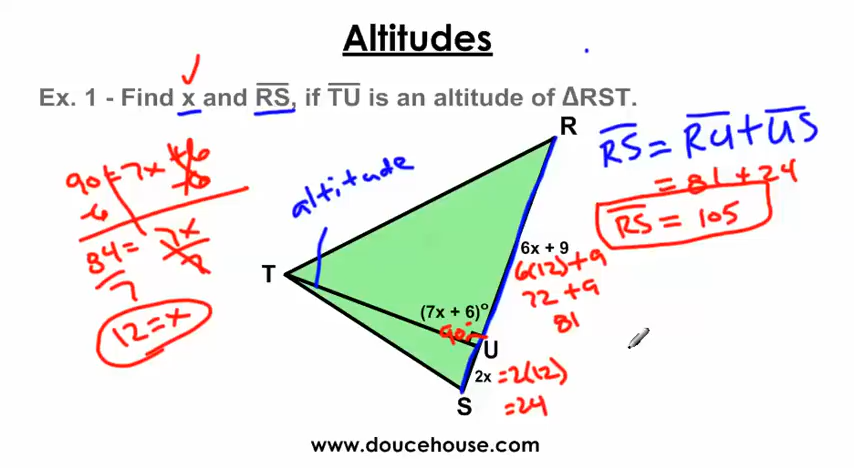 Altitudes
Ex. 1 - Find x and RS, if TU is an altitude of ΔRST.
90=7x+6
-6 -6
84=7x
7 7
12=x
altitude
R
T
U
S
(7x + 6)°
90°
6x + 9
6(12)+9
72+9
81
2x =2(12)
=24
RS = RU+US
= 81+24
RS = 105
www.doucehouse.com